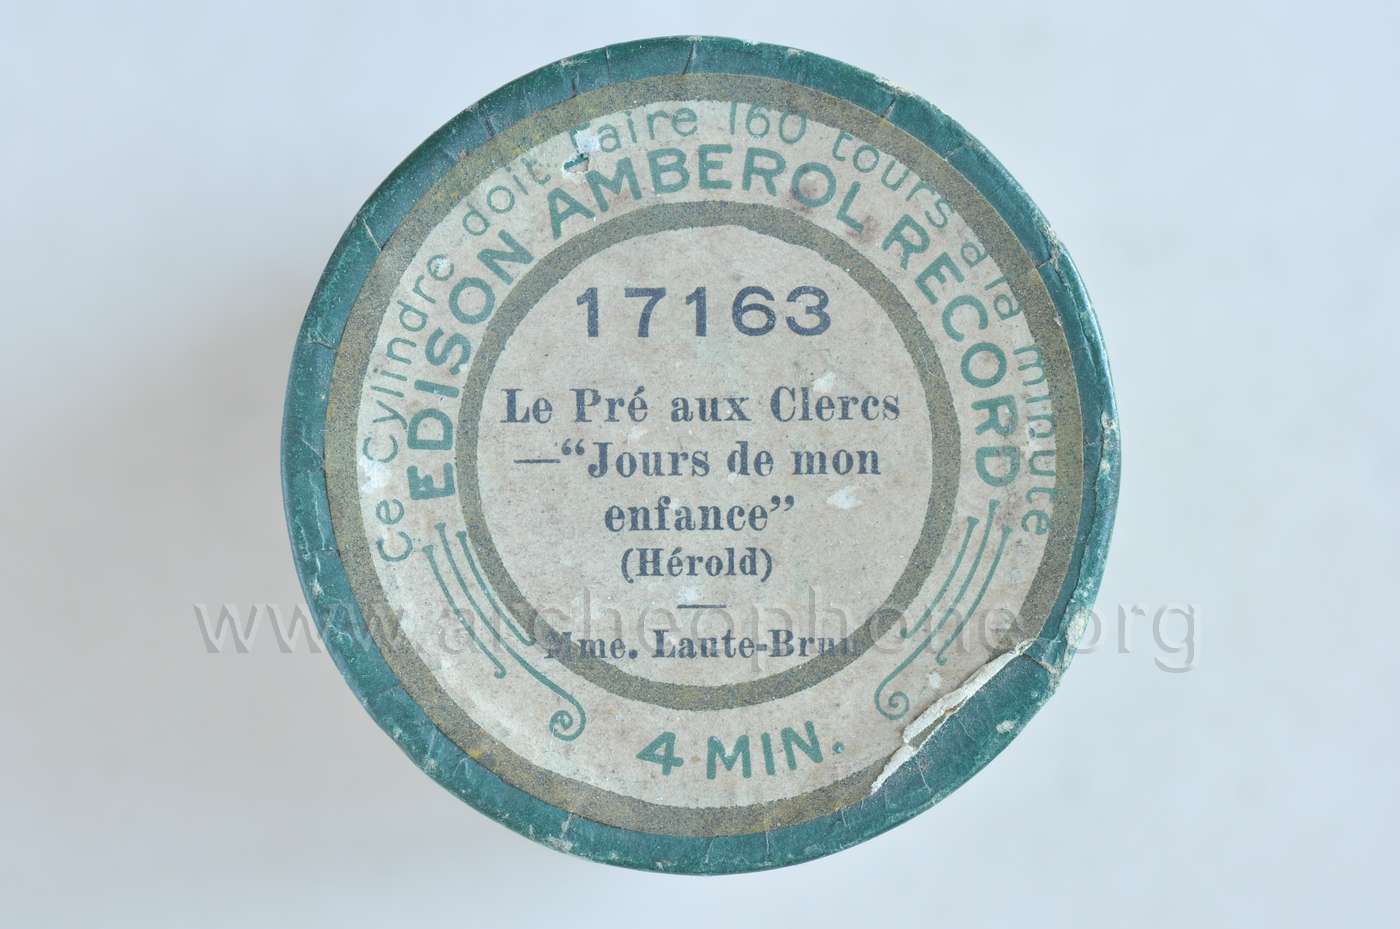 ce Cylindre doit faire 160 tours à la minute
EDISON AMBEROL RECORD
17163
Le Pré aux Clercs
—“Jours de mon
enfance”
(Hérold)
Mme. Laute-Brun
4 MIN.
www.archeophone.org